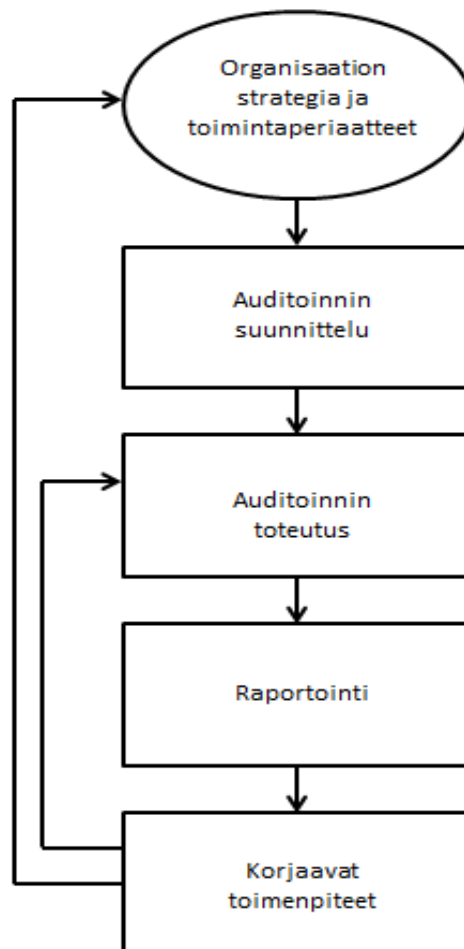 Organisaation
strategia ja
toimintaperiaatteet
Auditoinnin
suunnittelu
Auditoinnin
toteutus
Raportointi
Korjaavat
toimenpiteet